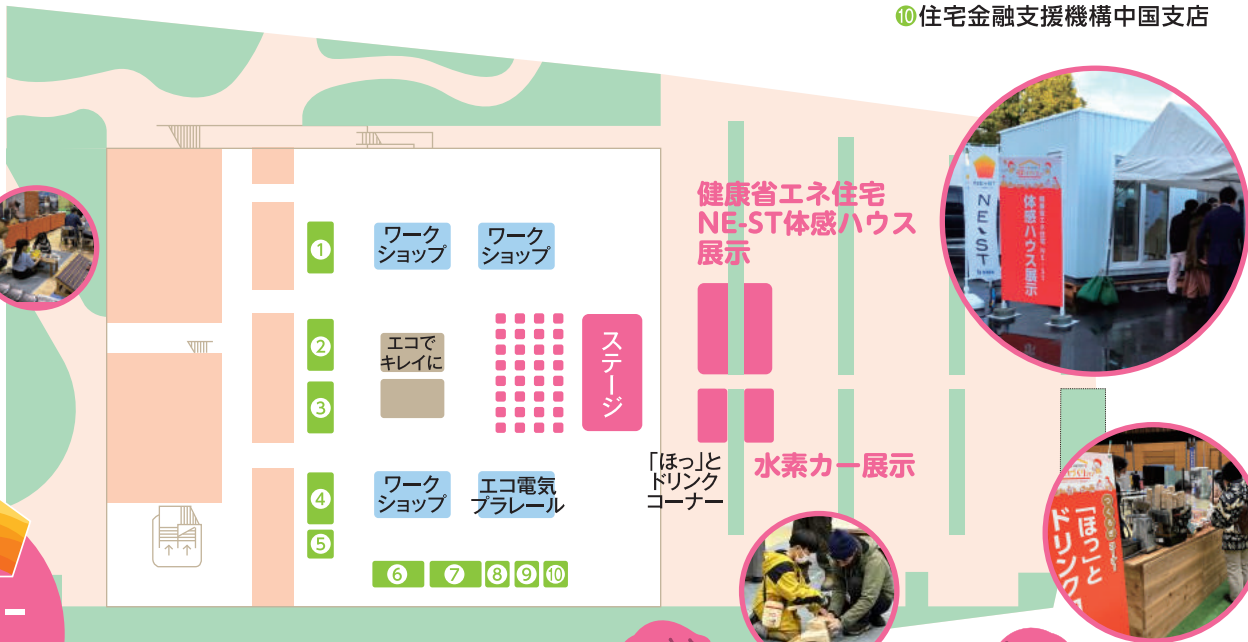 ⑩住宅金融支援機構中国支店
健康省エネ住宅
NE-ST体感ハウス
展示
NE-ST
体感ハウス展示
①
ワーク
ショップ
ワーク
ショップ
②
エコで
キレイに
ステージ
③
「ほっ」と
ドリンク
コーナー
水素カー展示
④
ワーク
ショップ
エコ電気
プラレール
⑤
⑥
⑦
⑧
⑨
⑩
「ほっ」と
ドリンク